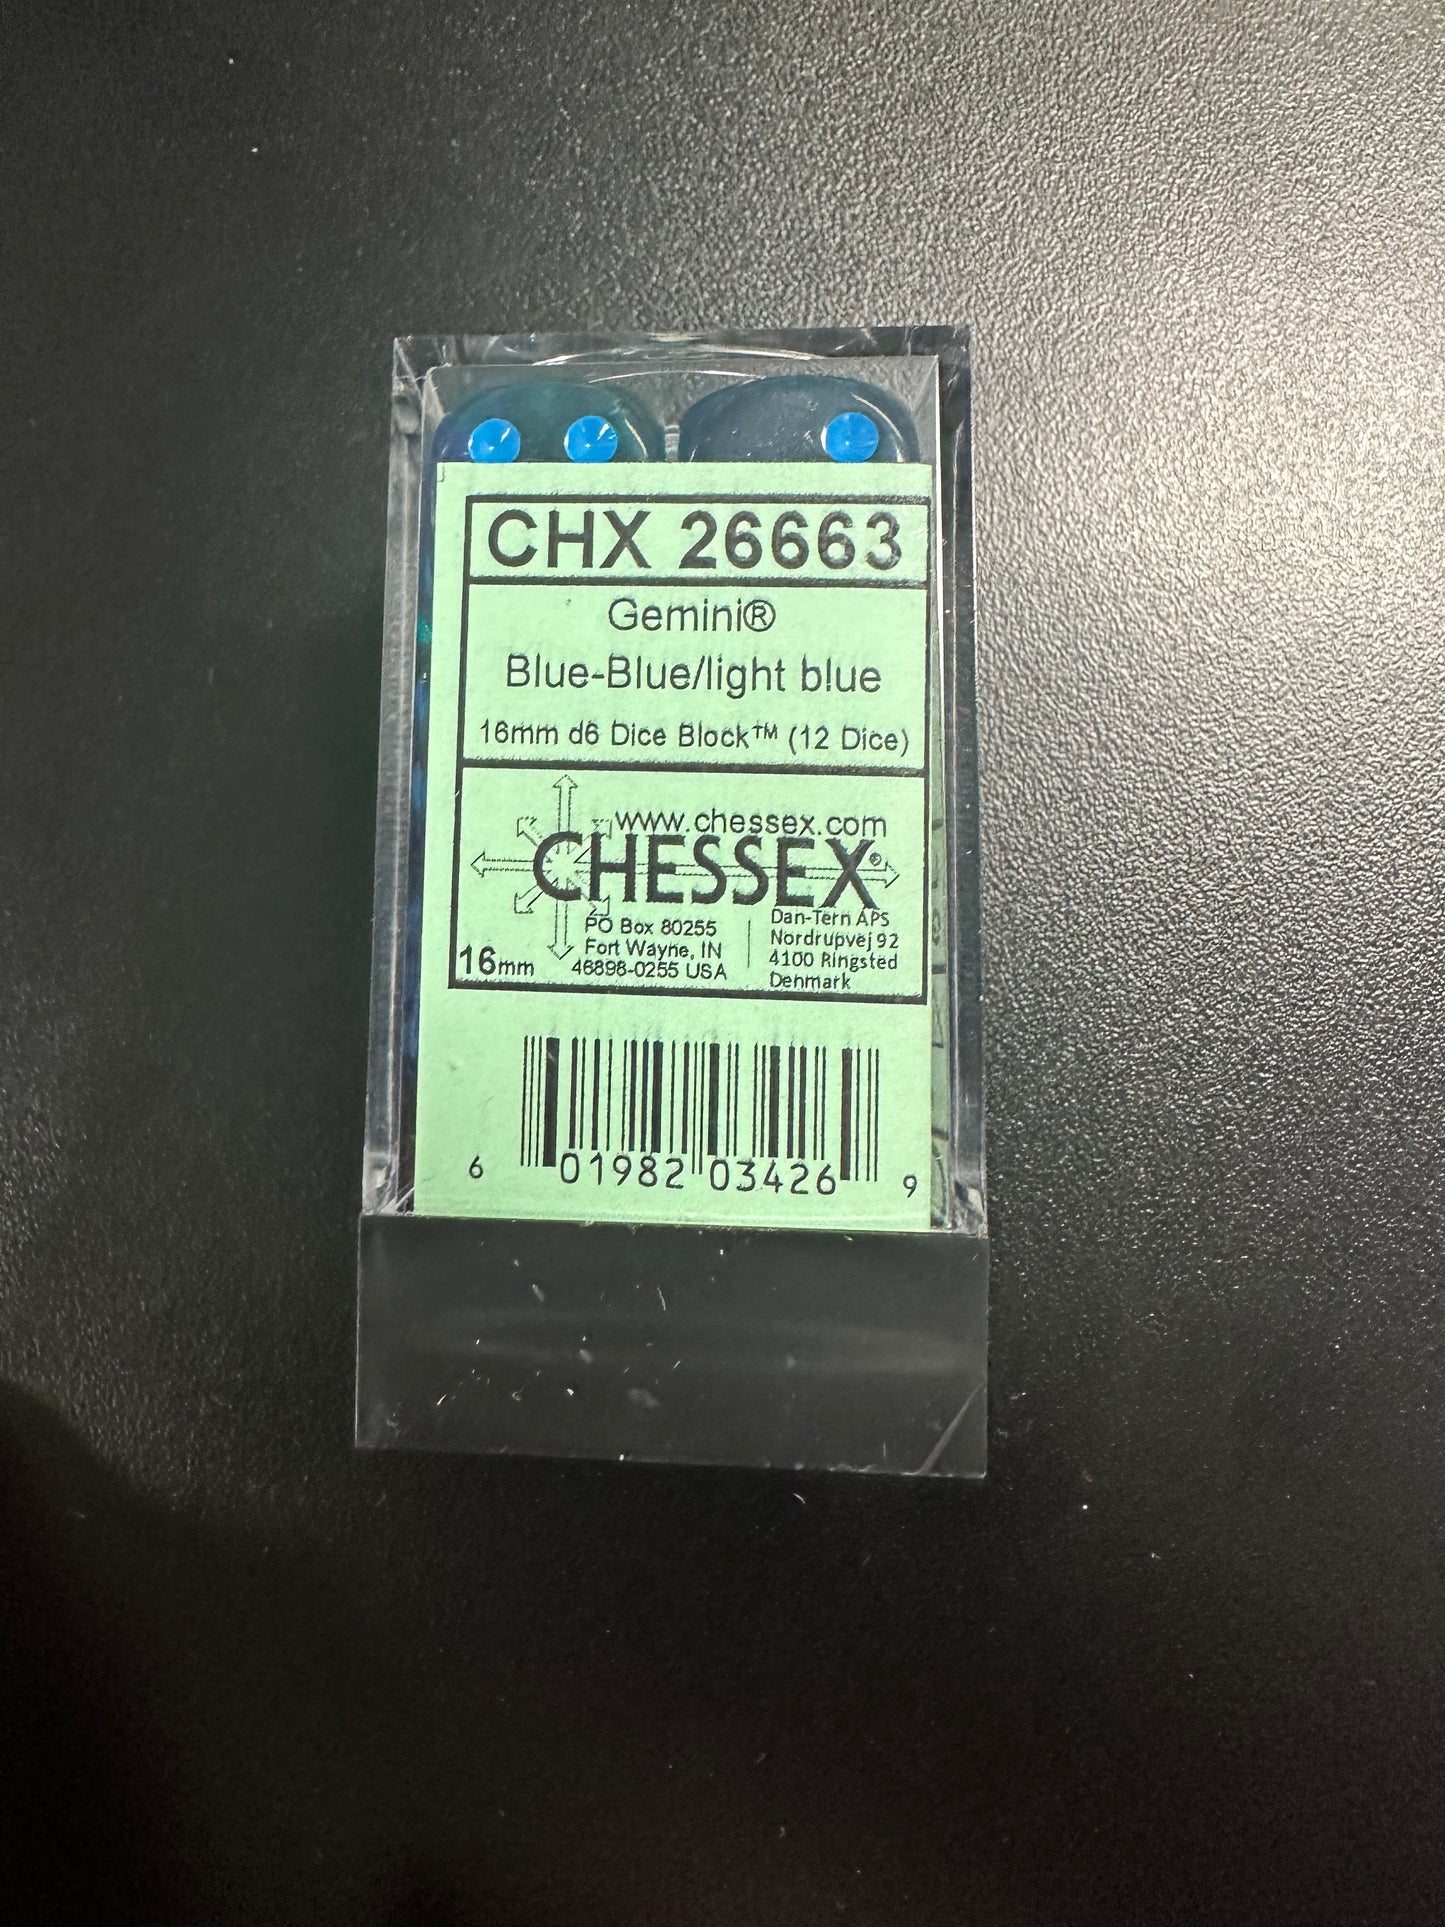 CHX 26663
Gemini®
Blue-Blue/light blue
16mm d6 Dice Block™ (12 Dice)
www.chessex.com
CHESSEX®
PO Box 80255
Fort Wayne, IN
46898-0255 USA
Dan-Tern APS
Nordrupvej 92
4100 Ringsted
Denmark
16mm
6 01982 03426 9